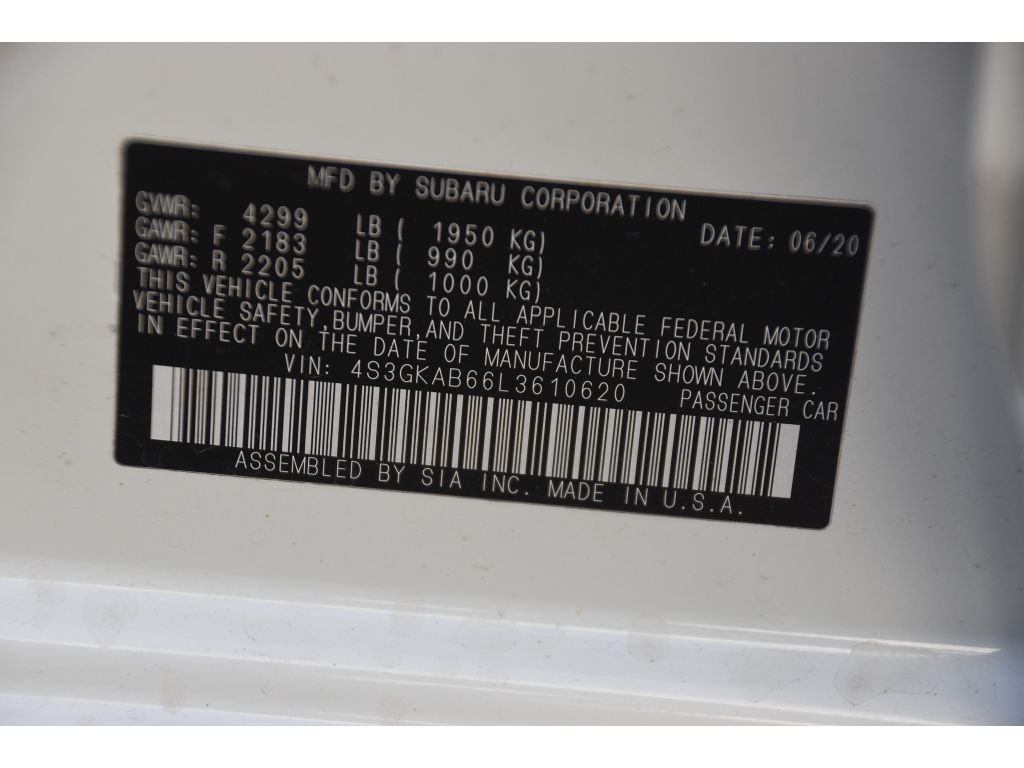 MFD BY SUBARU CORPORATION
GVWR: 4299 LB ( 1950 KG) DATE: 06/20
GAWR: F 2183 LB ( 990 KG)
GAWR: R 2205 LB ( 1000 KG)
THIS VEHICLE CONFORMS TO ALL APPLICABLE FEDERAL MOTOR
VEHICLE SAFETY,BUMPER,AND THEFT PREVENTION STANDARDS
IN EFFECT ON THE DATE OF MANUFACTURE SHOWN ABOVE.
VIN: 4S3GKAB66L3610620 PASSENGER CAR
ASSEMBLED BY SIA INC. MADE IN U.S.A.